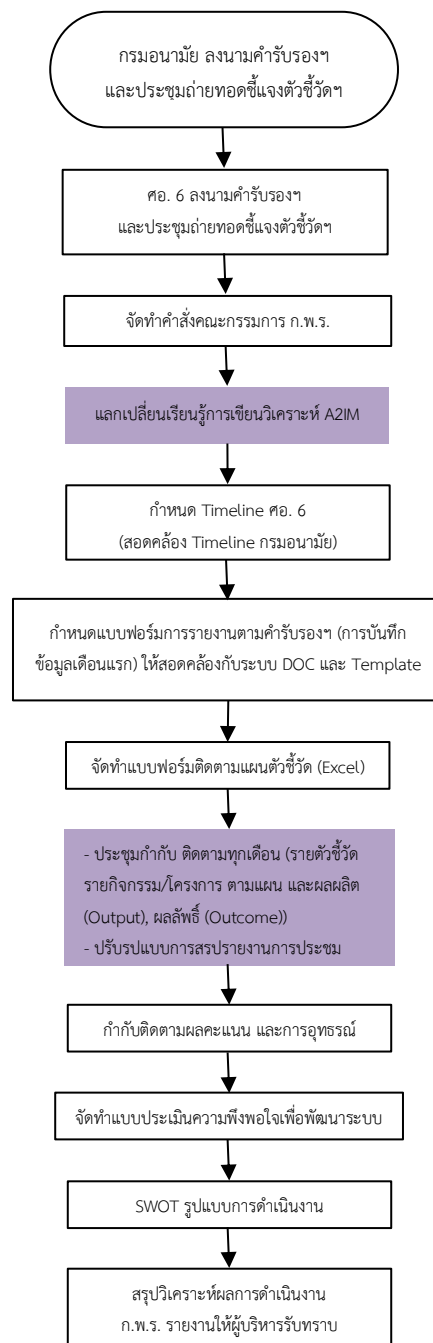 กรมอนามัย ลงนามคำรับรองฯ
และประชุมถ่ายทอดชี้แจงตัวชี้วัดฯ
ศอ. 6 ลงนามคำรับรองฯ
และประชุมถ่ายทอดชี้แจงตัวชี้วัดฯ
จัดทำคำสั่งคณะกรรมการ ก.พ.ร.
แลกเปลี่ยนเรียนรู้การเขียนวิเคราะห์ A2IM
กำหนด Timeline ศอ. 6
(สอดคล้อง Timeline กรมอนามัย)
กำหนดแบบฟอร์มการรายงานตามคำรับรองฯ (การบันทึก
ข้อมูลเดือนแรก) ให้สอดคล้องกับระบบ DOC และ Template
จัดทำแบบฟอร์มติดตามแผนตัวชี้วัด (Excel)
- ประชุมกำกับ ติดตามทุกเดือน (รายตัวชี้วัด
รายกิจกรรม/โครงการ ตามแผน และผลผลิต
(Output), ผลลัพธ์ (Outcome))
- ปรับรูปแบบการสรุปรายงานการประชุม
กำกับติดตามผลคะแนน และการอุทธรณ์
จัดทำแบบประเมินความพึงพอใจเพื่อพัฒนาระบบ
SWOT รูปแบบการดำเนินงาน
สรุปวิเคราะห์ผลการดำเนินงาน
ก.พ.ร. รายงานให้ผู้บริหารรับทราบ